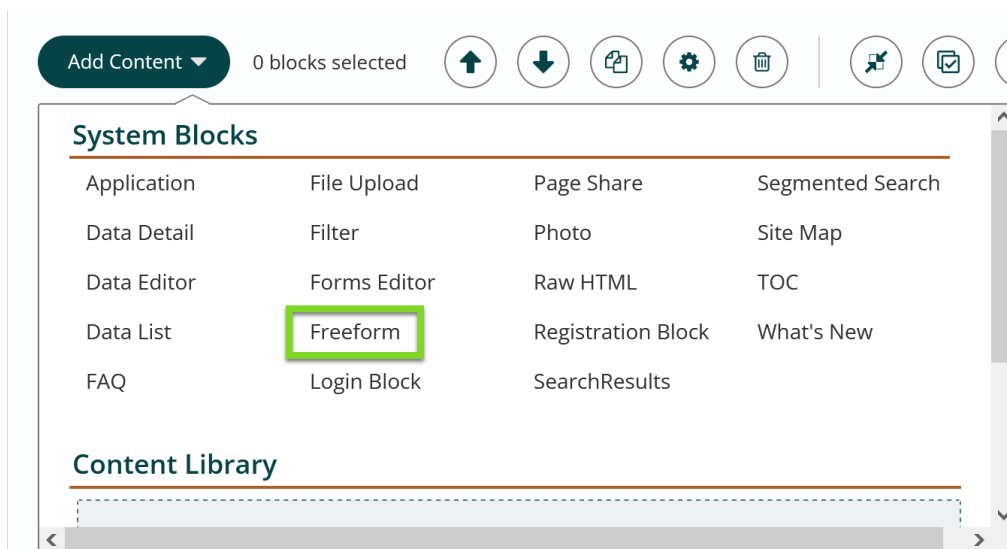 Add Content 0 blocks selected
System Blocks
Application File Upload Page Share Segmented Search
Data Detail Filter Photo Site Map
Data Editor Forms Editor Raw HTML TOC
Data List Freeform Registration Block What's New
FAQ Login Block SearchResults
Content Library